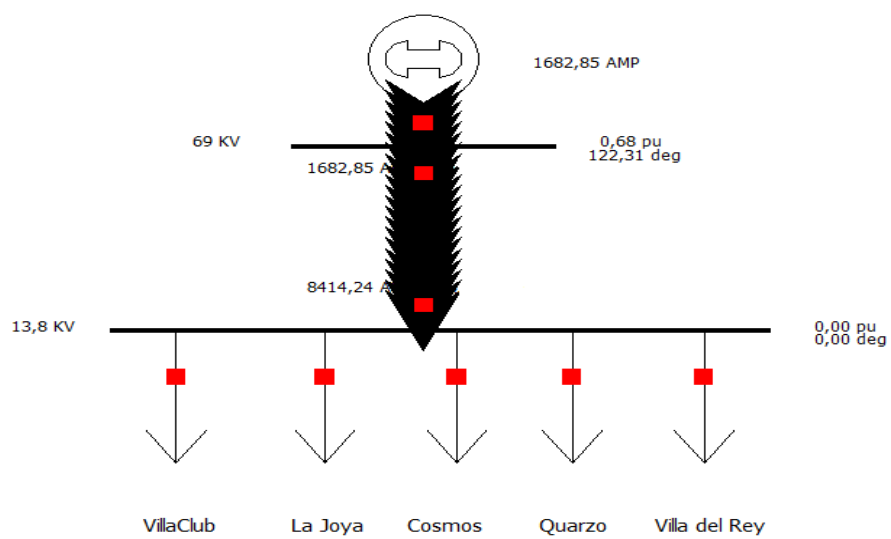 1682,85 AMP
69 KV
0,68 pu
122,31 deg
1682,85 A
8414,24 A
13,8 KV
0,00 pu
0,00 deg
VillaClub
La Joya
Cosmos
Quarzo
Villa del Rey